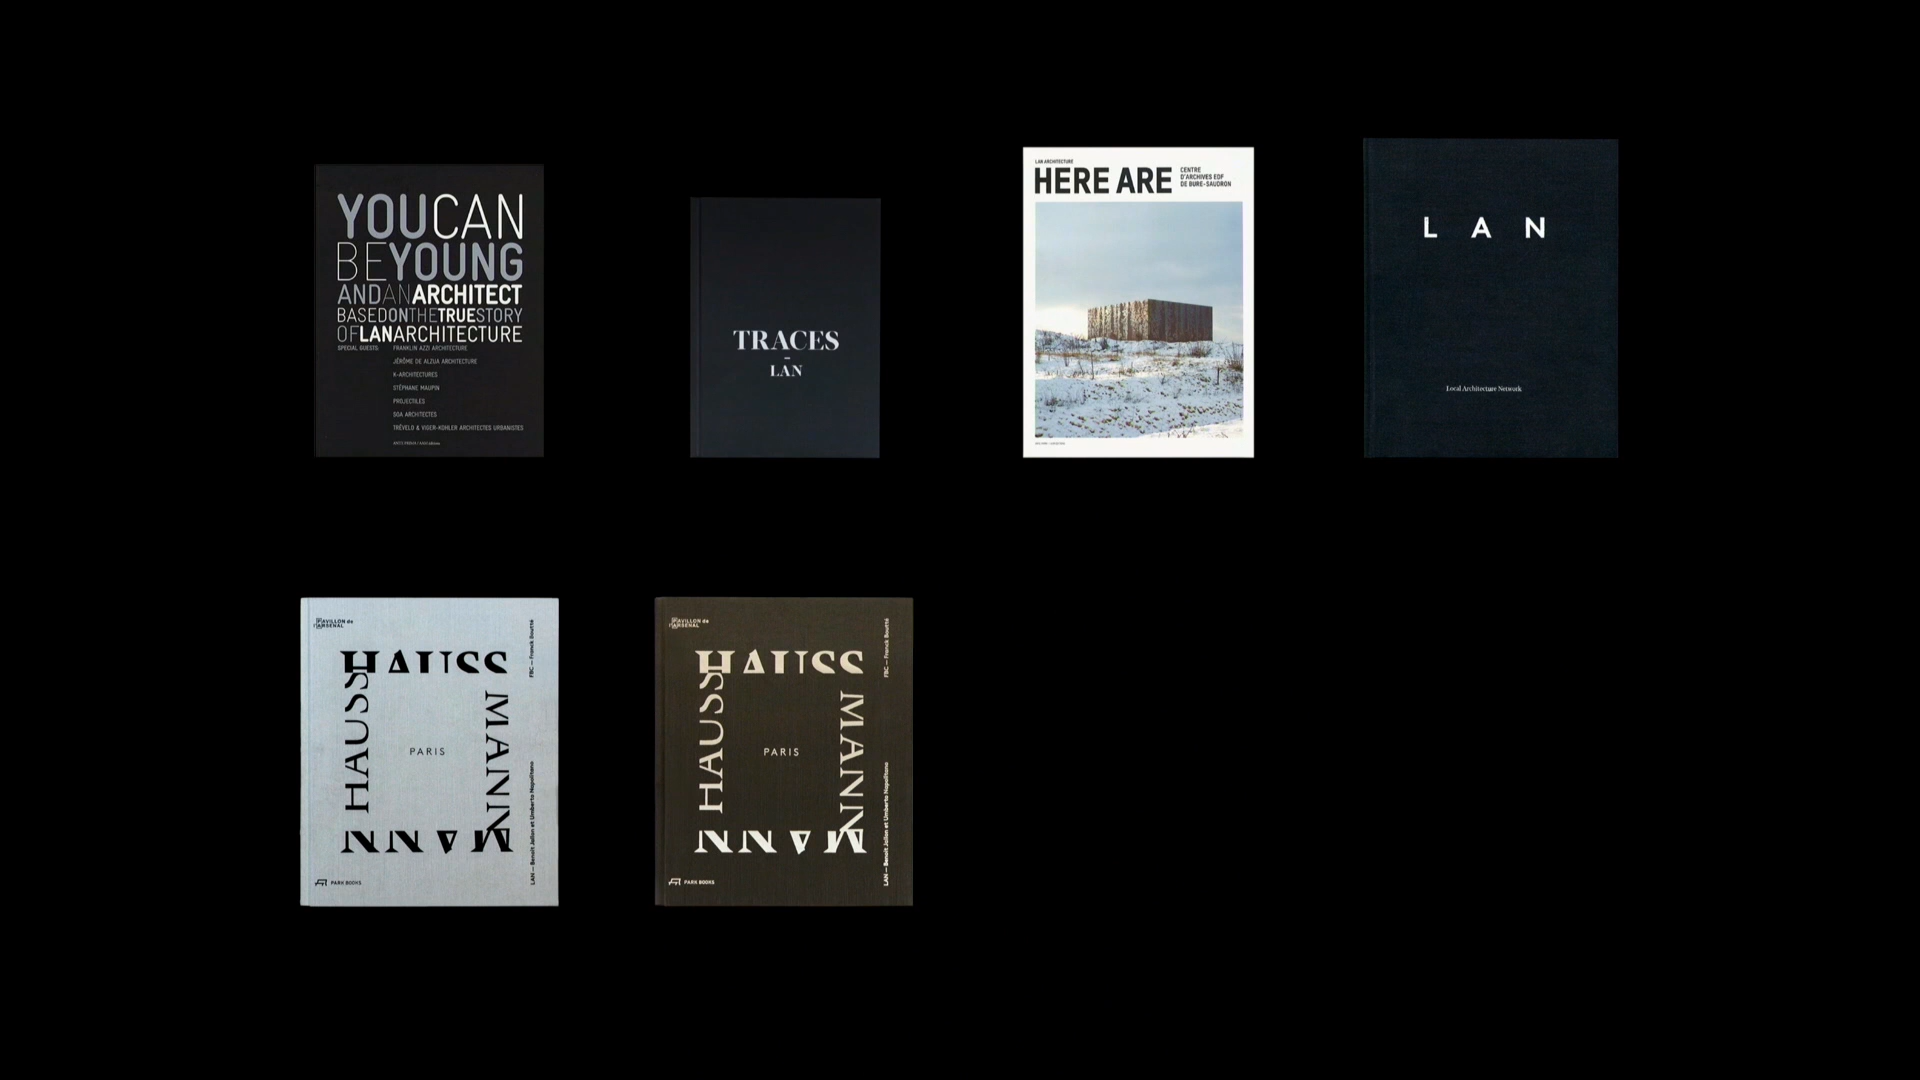 YOUCAN
BEYOUNG
ANDANARCHITECT
BASEDONTHETRUESTORY
OFLANARCHITECTURE
SPECIAL GUESTS
FRANKLIN AZZI ARCHITECTURE
JÉRÔME DE ALZUA ARCHITECTURE
K-ARCHITECTURES
STÉPHANE MAUPIN
PROJECTILES
SOA ARCHITECTES
TRÉVELO & VIGER-KOHLER ARCHITECTES URBANISTES
TRACES
–
LAN
LAN ARCHITECTURE
HERE ARE
CENTRE
D'ARCHIVES EDF
DE BURE-SAUDRON
LAN
Local Architecture Network
PAVILLON de
l'ARSENAL
HAUSS
HAUSS
MANN
MANN
PARIS
FBC — Franck Boutté
LAN — Benoit Jallon et Umberto Napolitano
PARK BOOKS
PAVILLON de
l'ARSENAL
HAUSS
HAUSS
MANN
MANN
PARIS
FBC — Franck Boutté
LAN — Benoit Jallon et Umberto Napolitano
PARK BOOKS